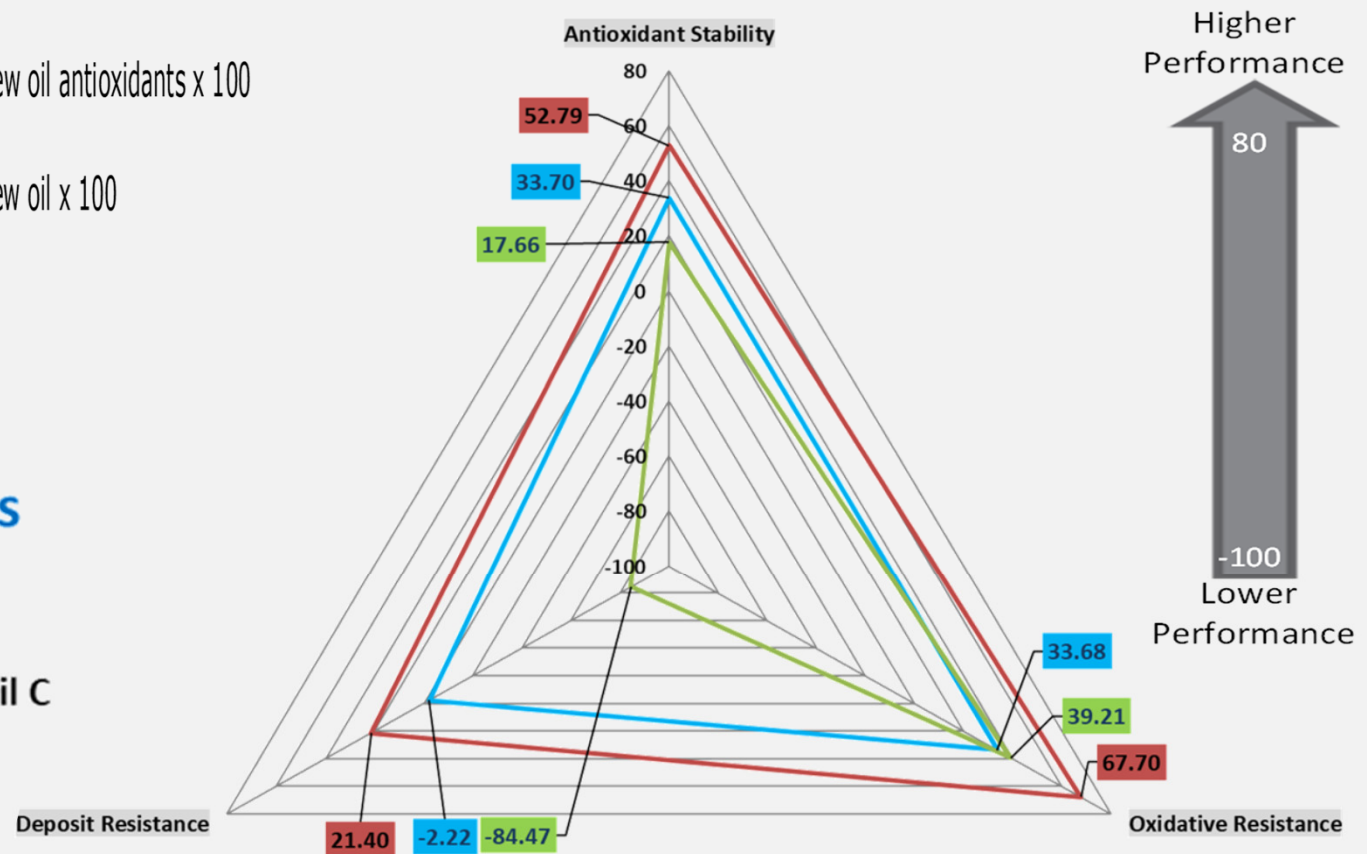 ew oil antioxidants x 100
ew oil x 100
S
il C
Antioxidant Stability
80
60
40
20
0
-20
-40
-60
-80
-100
52.79
33.70
17.66
33.68
39.21
67.70
Deposit Resistance
21.40
-2.22
-84.47
Oxidative Resistance
Higher
Performance
80
-100
Lower
Performance